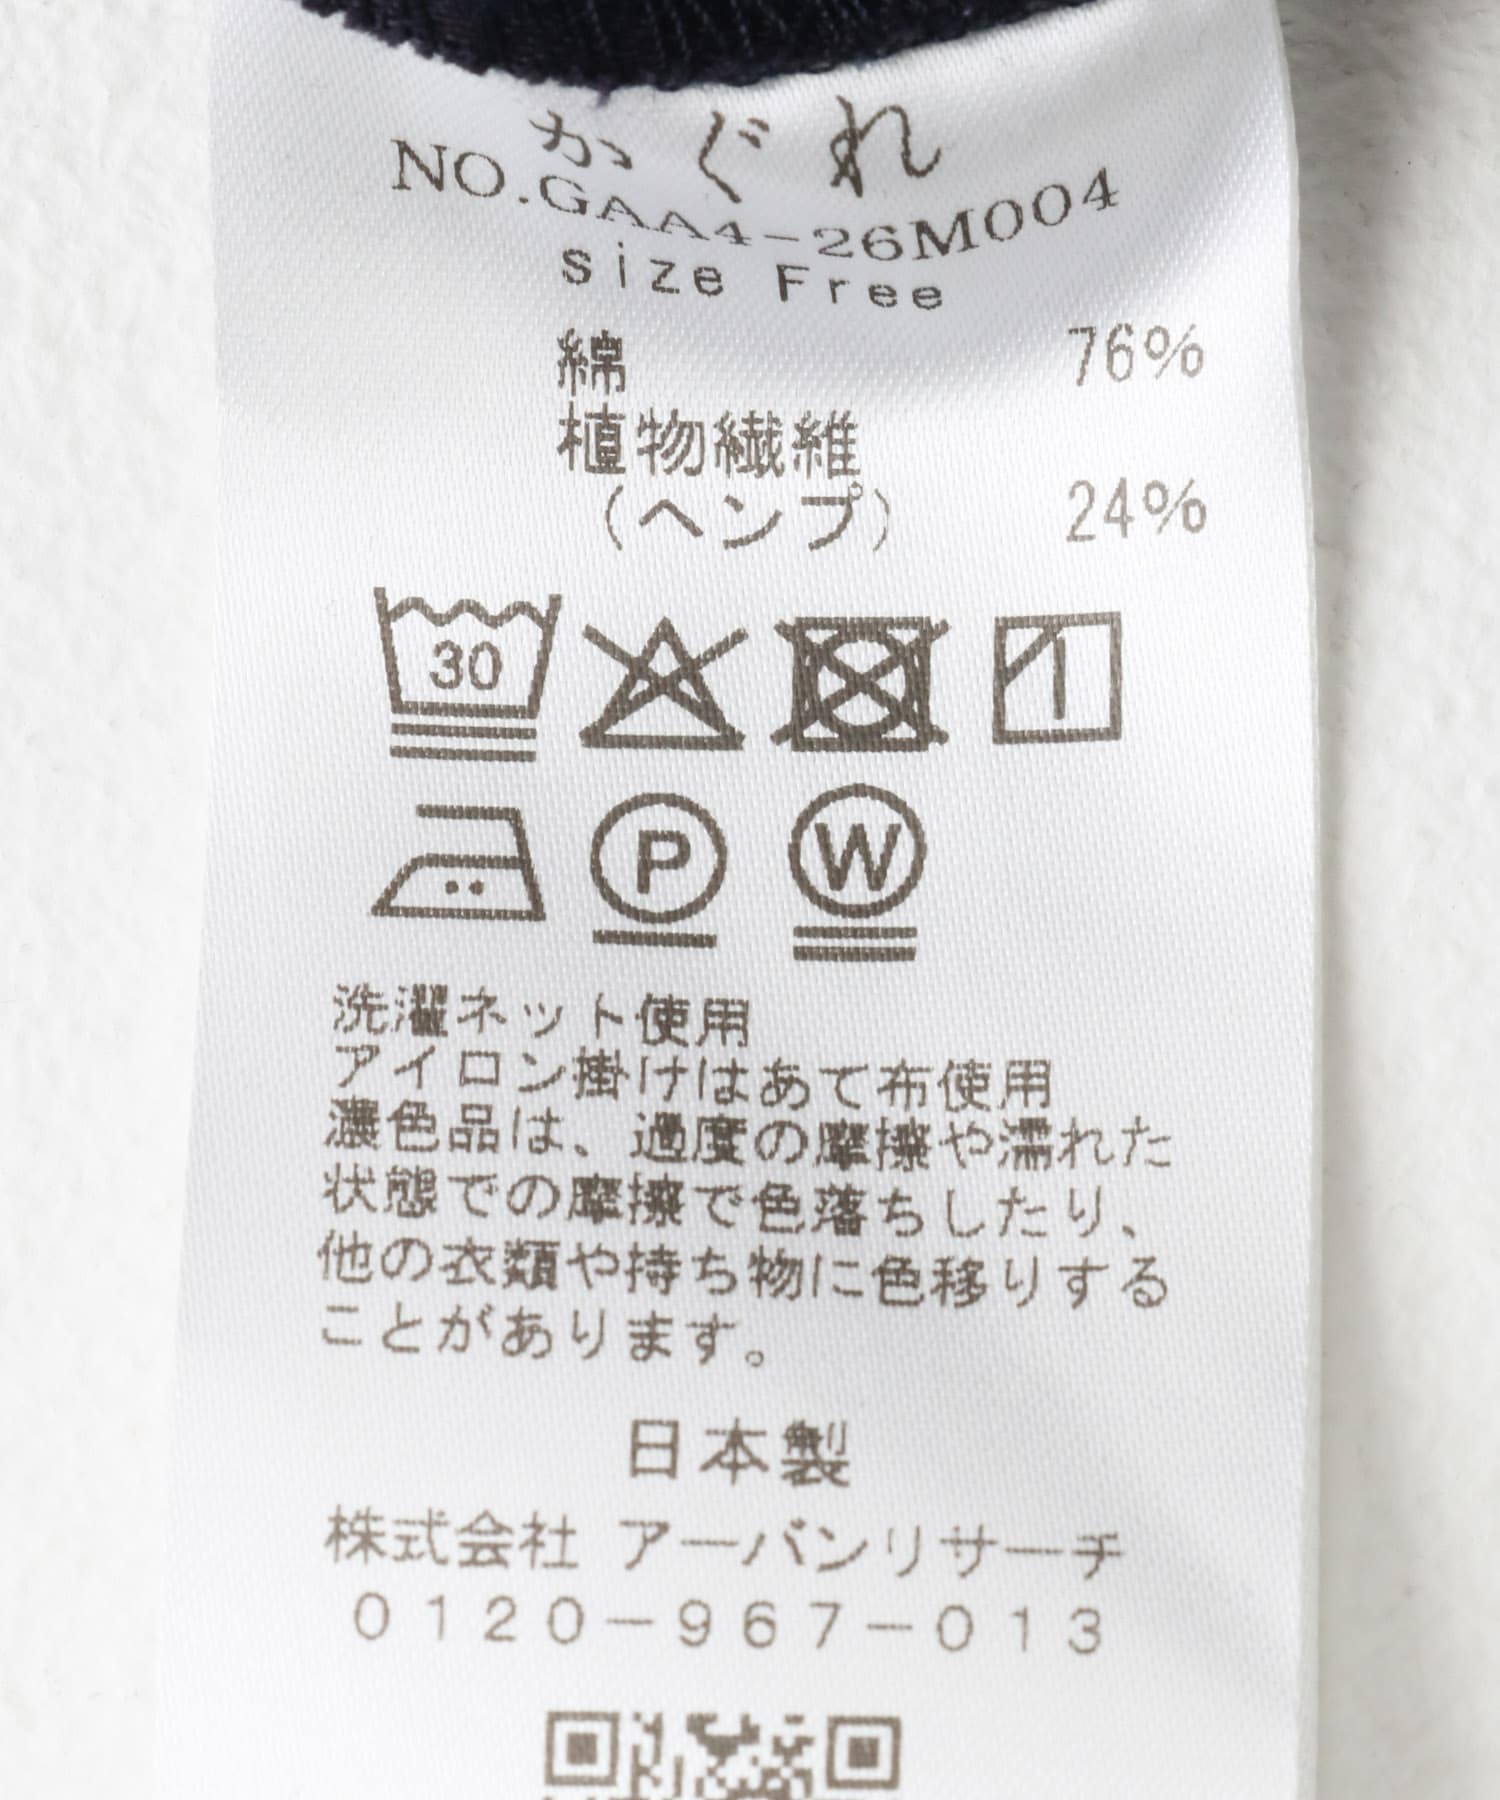 かぐれ
NO.GAA4-26M004
size Free
綿 76%
植物繊維
(ヘンプ) 24%
30
P
W
洗濯ネット使用
アイロン掛けはあて布使用
濃色品は、過度の摩擦や濡れた
状態での摩擦で色落ちしたり、
他の衣類や持ち物に色移りする
ことがあります。
日本製
株式会社 アーバンリサーチ
0120-967-013